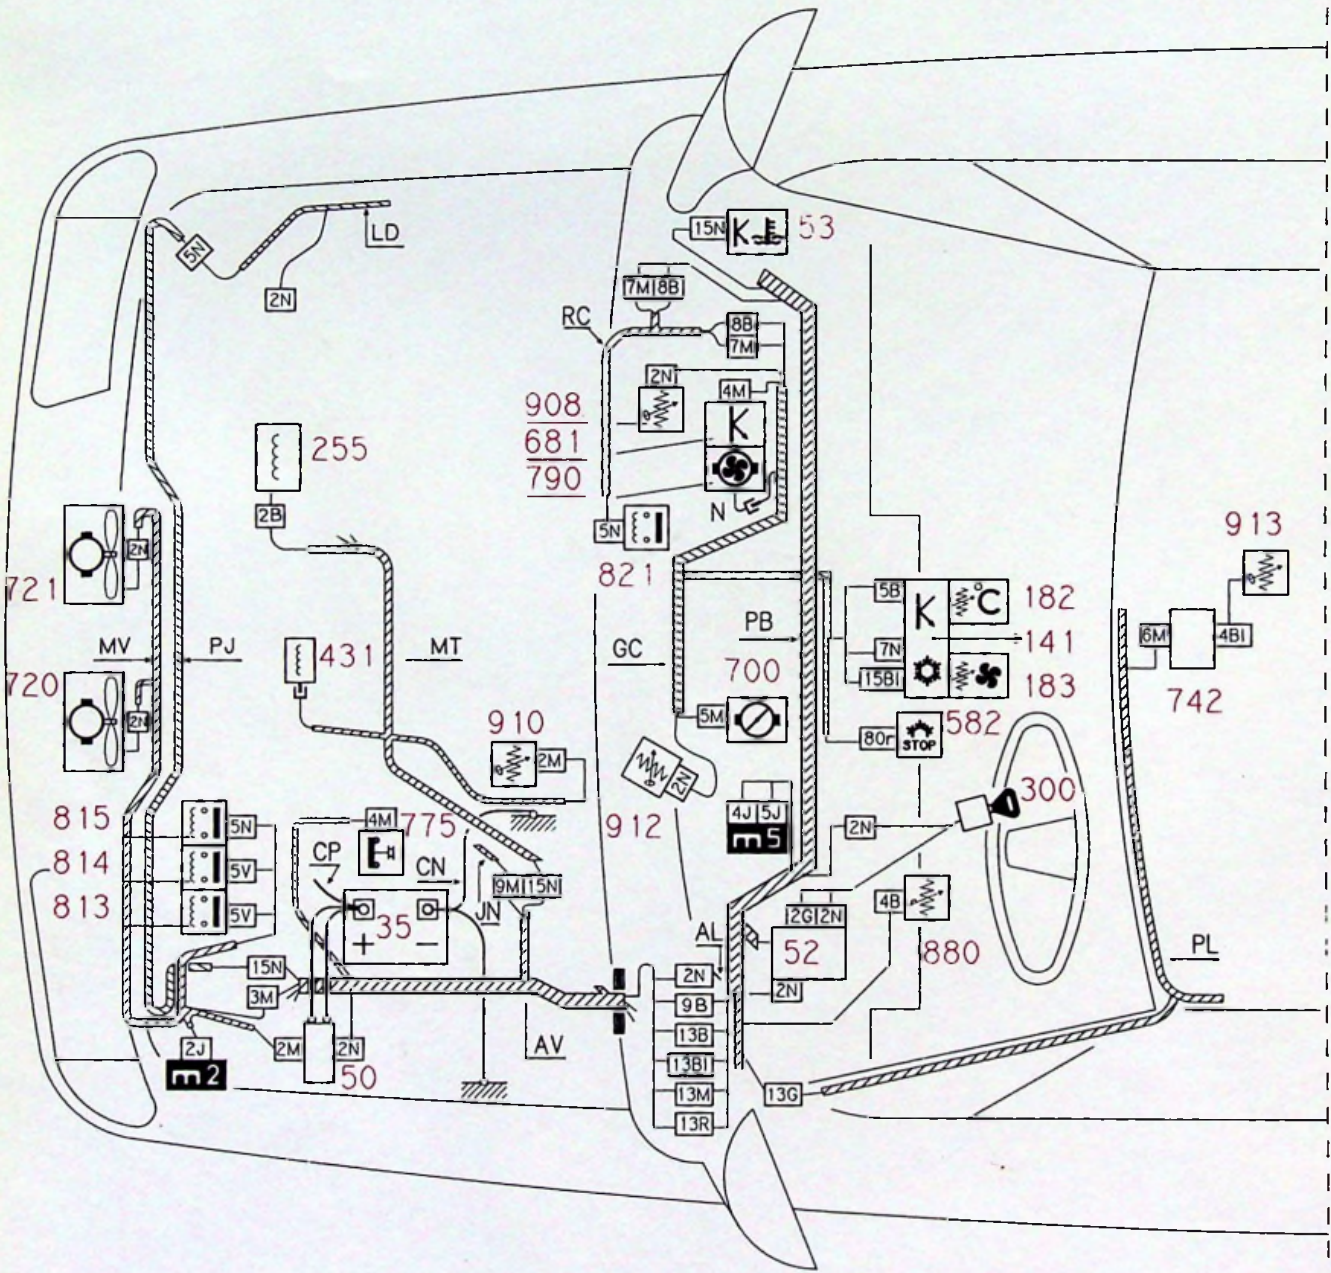 15N K 53
LD
5N
2N
7M 8B
RC
8B
7M
2N
4M
908
681
790
K
255
2B
N
5N
821
913
721
2N
5B
K
°C
182
141
7N
15BI
183
6M
4BI
742
MV
PJ
431
MT
GC
PB
700
720
2N
910
2M
5M
80r
STOP
582
2N
912
4J 5J
m5
300
2N
815
5N
814
5V
813
5V
4M
775
CP
CN
9M 15N
JN
35
+ -
2G 2N
4B
880
AL
52
2N
PL
15N
3M
2N
9B
13B
13BI
13M
13R
2J
m2
2M
2N
50
AV
13G